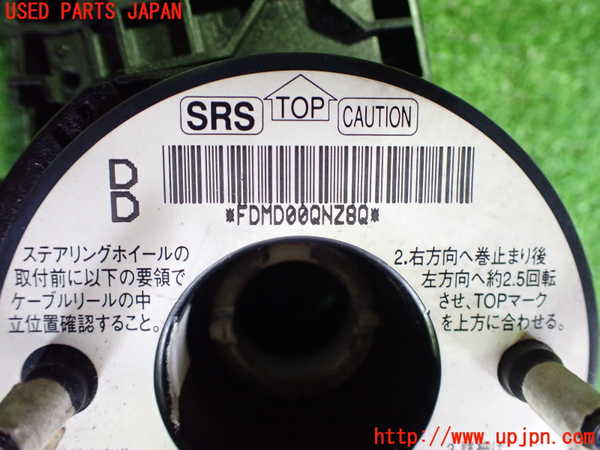 USED PARTS JAPAN
SRS
TOP
CAUTION
D
D
*FDMD00QNZ8Q*
ステアリングホイールの
取付前に以下の要領で
ケーブルリールの中
立位置確認すること。
2.右方向へ巻止まり後
左方向へ約2.5回転
させ、TOPマーク
を上方に合わせる。
http://www.upjpn.com/